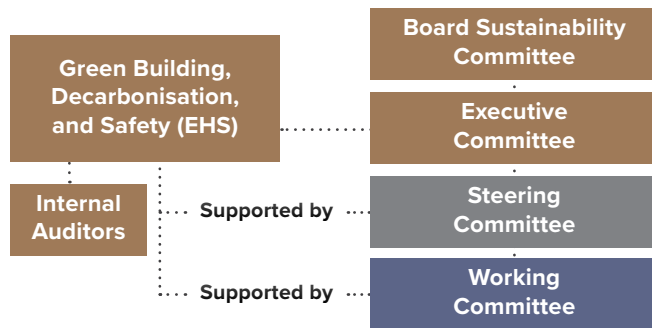 Board Sustainability
Committee
Green Building,
Decarbonisation,
and Safety (EHS)
Executive
Committee
Internal
Auditors
Supported by
Steering
Committee
Supported by
Working
Committee